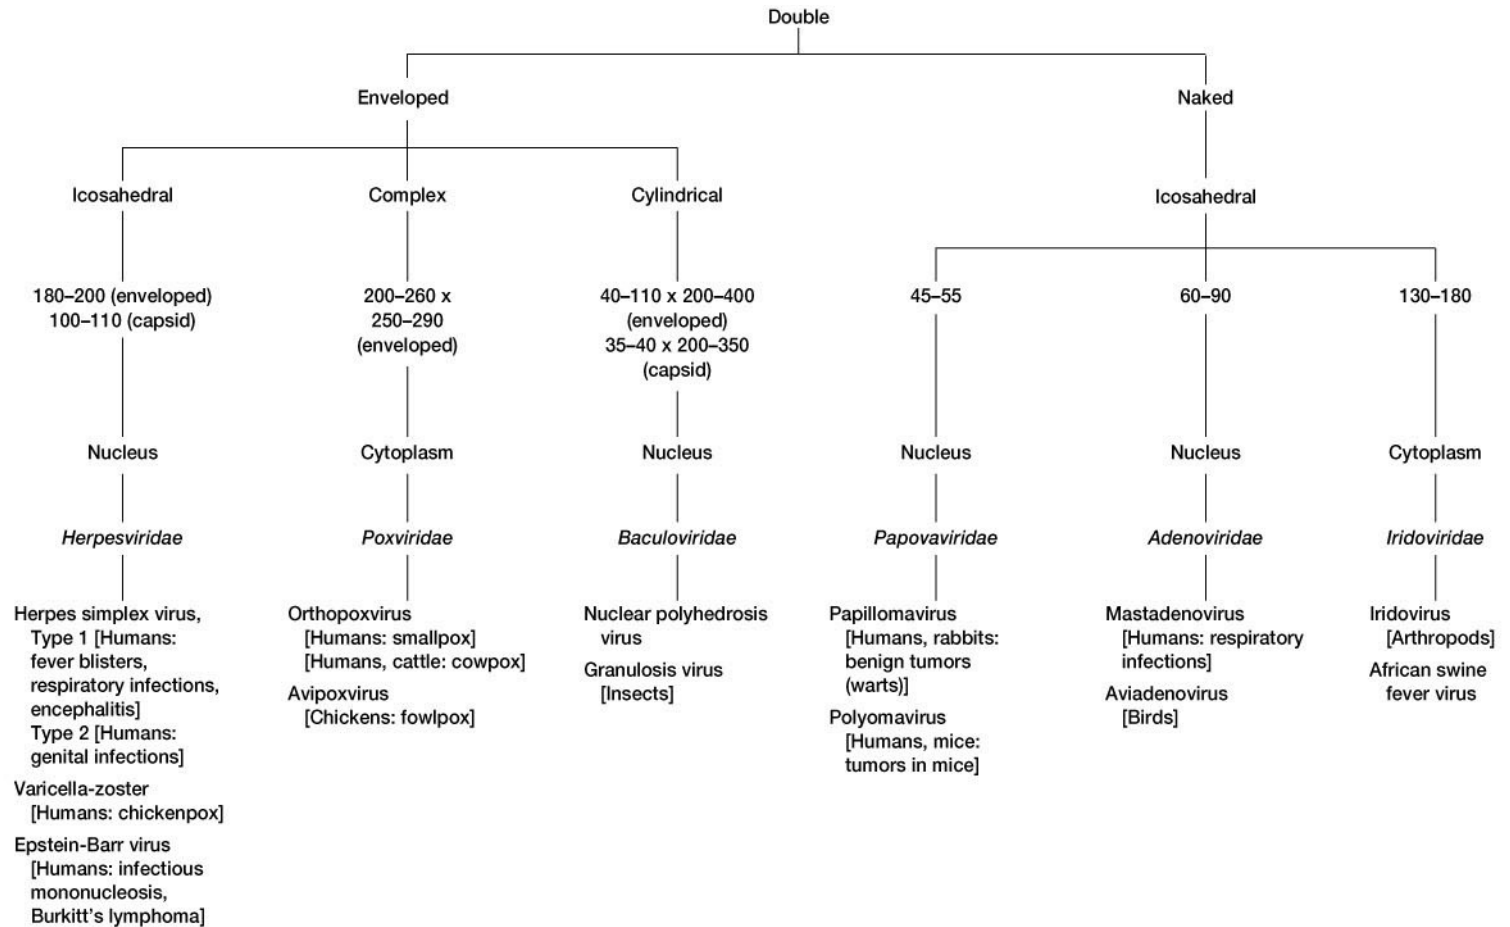 Double
Enveloped
Naked
Icosahedral
Complex
Cylindrical
Icosahedral
180–200 (enveloped)
100–110 (capsid)
200–260 x
250–290
(enveloped)
40–110 x 200–400
(enveloped)
35–40 x 200–350
(capsid)
45–55
60–90
130–180
Nucleus
Cytoplasm
Nucleus
Nucleus
Nucleus
Cytoplasm
Herpesviridae
Poxviridae
Baculoviridae
Papovaviridae
Adenoviridae
Iridoviridae
Herpes simplex virus,
Type 1 [Humans:
fever blisters,
respiratory infections,
encephalitis]
Type 2 [Humans:
genital infections]
Varicella-zoster
[Humans: chickenpox]
Epstein-Barr virus
[Humans: infectious
mononucleosis,
Burkitt's lymphoma]
Orthopoxvirus
[Humans: smallpox]
[Humans, cattle: cowpox]
Avipoxvirus
[Chickens: fowlpox]
Nuclear polyhedrosis
virus
Granulosis virus
[Insects]
Papillomavirus
[Humans, rabbits:
benign tumors
(warts)]
Polyomavirus
[Humans, mice:
tumors in mice]
Mastadenovirus
[Humans: respiratory
infections]
Aviadenovirus
[Birds]
Iridovirus
[Arthropods]
African swine
fever virus